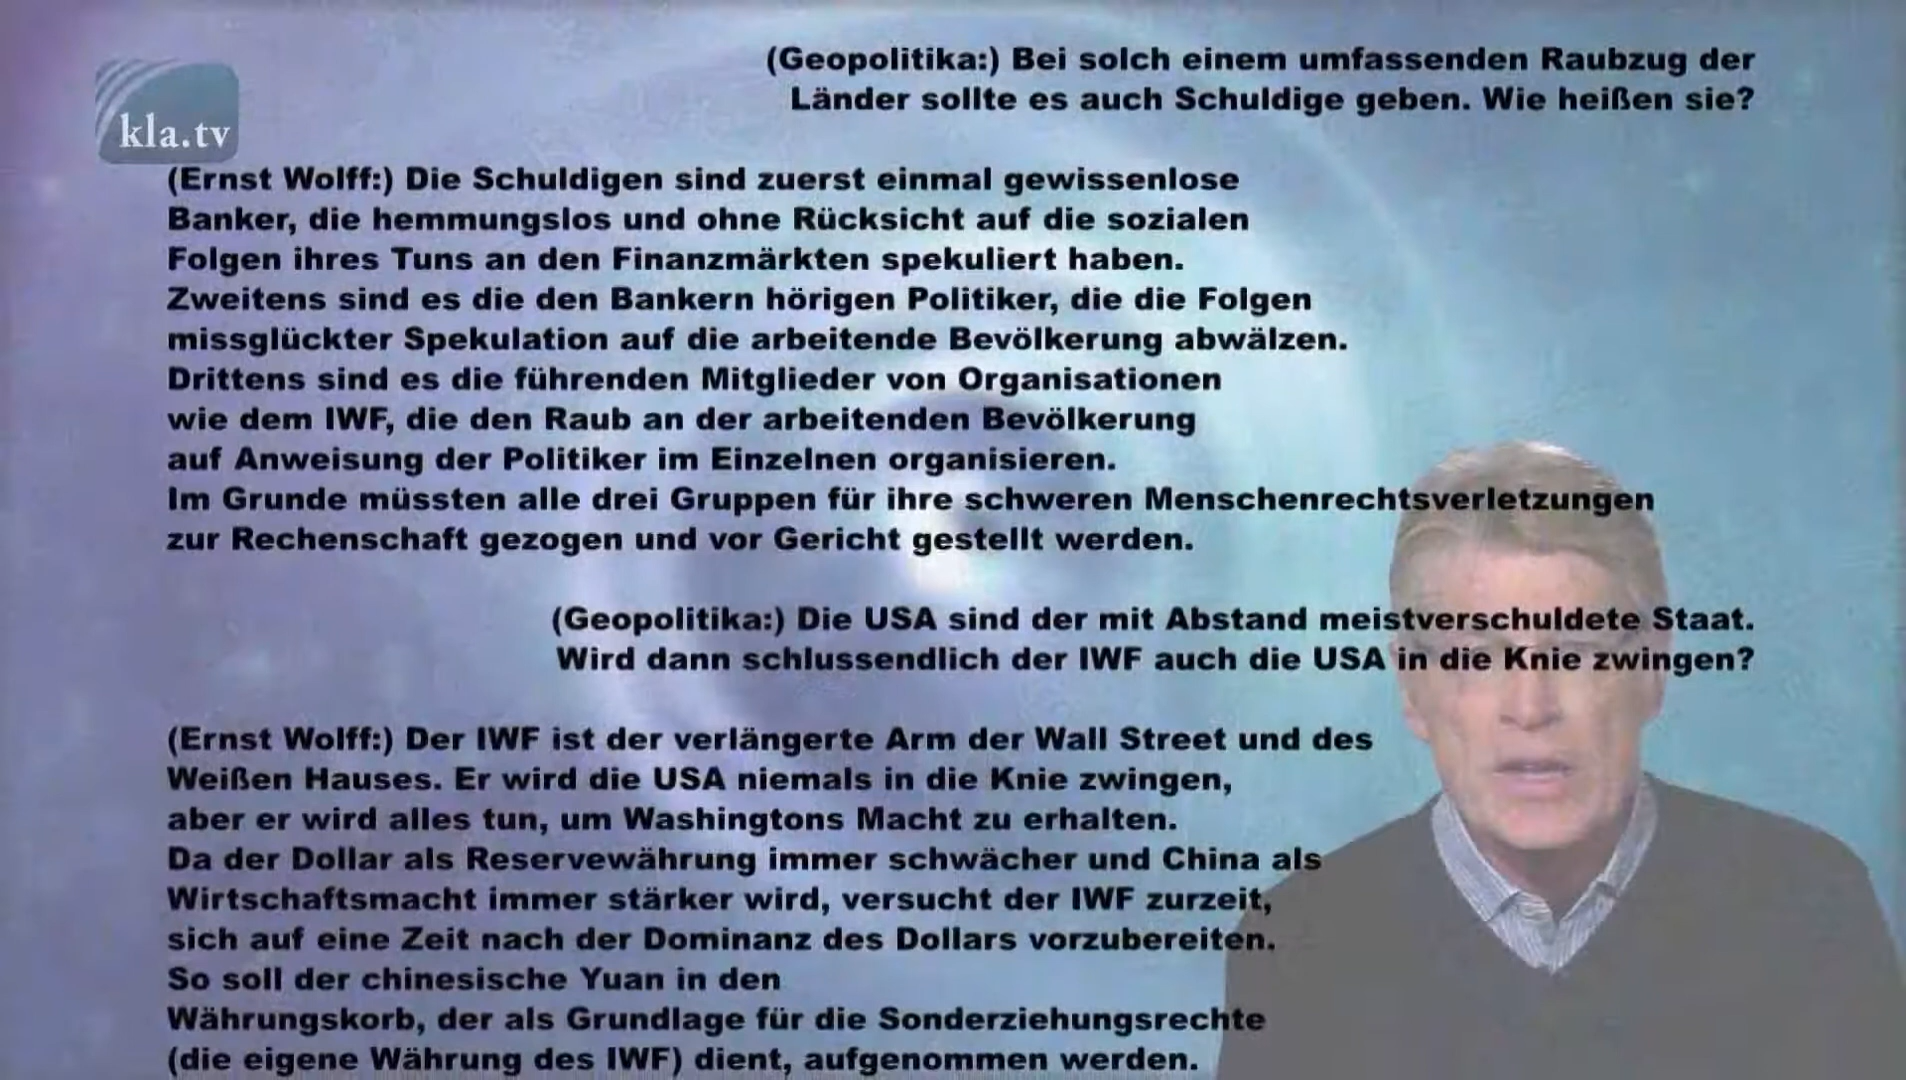 kla.tv
(Geopolitika:) Bei solch einem umfassenden Raubzug der
Länder sollte es auch Schuldige geben. Wie heißen sie?
(Ernst Wolff:) Die Schuldigen sind zuerst einmal gewissenlose
Banker, die hemmungslos und ohne Rücksicht auf die sozialen
Folgen ihres Tuns an den Finanzmärkten spekuliert haben.
Zweitens sind es die den Bankern hörigen Politiker, die die Folgen
missglückter Spekulation auf die arbeitende Bevölkerung abwälzen.
Drittens sind es die führenden Mitglieder von Organisationen
wie dem IWF, die den Raub an der arbeitenden Bevölkerung
auf Anweisung der Politiker im Einzelnen organisieren.
Im Grunde müssten alle drei Gruppen für ihre schweren Menschenrechtsverletzungen
zur Rechenschaft gezogen und vor Gericht gestellt werden.
(Geopolitika:) Die USA sind der mit Abstand meistverschuldete Staat.
Wird dann schlussendlich der IWF auch die USA in die Knie zwingen?
(Ernst Wolff:) Der IWF ist der verlängerte Arm der Wall Street und des
Weißen Hauses. Er wird die USA niemals in die Knie zwingen,
aber er wird alles tun, um Washingtons Macht zu erhalten.
Da der Dollar als Reservewährung immer schwächer und China als
Wirtschaftsmacht immer stärker wird, versucht der IWF zurzeit,
sich auf eine Zeit nach der Dominanz des Dollars vorzubereiten.
So soll der chinesische Yuan in den
Währungskorb, der als Grundlage für die Sonderziehungsrechte
(die eigene Währung des IWF) dient, aufgenommen werden.